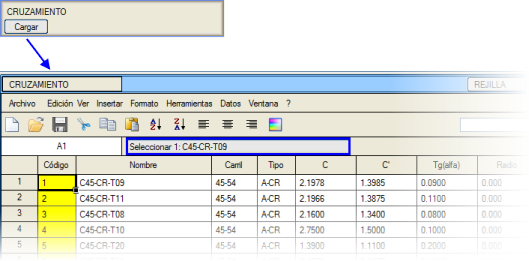 CRUZAMIENTO
Cargar
CRUZAMIENTO REJILLA
Archivo Edición Ver Insertar Formato Herramientas Datos Ventana ?
A1 Seleccionar 1: C45-CR-T09
Código Nombre Carril Tipo C C' Tg(alfa) Radio
1 1 C45-CR-T09 45-54 A-CR 2.1978 1.3985 0.0900 0.000
2 2 C45-CR-T11 45-54 A-CR 2.1966 1.3875 0.1100 0.000
3 3 C45-CR-T08 45-54 A-CR 2.1600 1.3400 0.0800 0.000
4 4 C45-CR-T10 45-54 A-CR 2.7500 1.5000 0.1000 0.000
5 5 C45-CR-T20 45-54 A-CR 1.3900 1.1100 0.2000 0.000